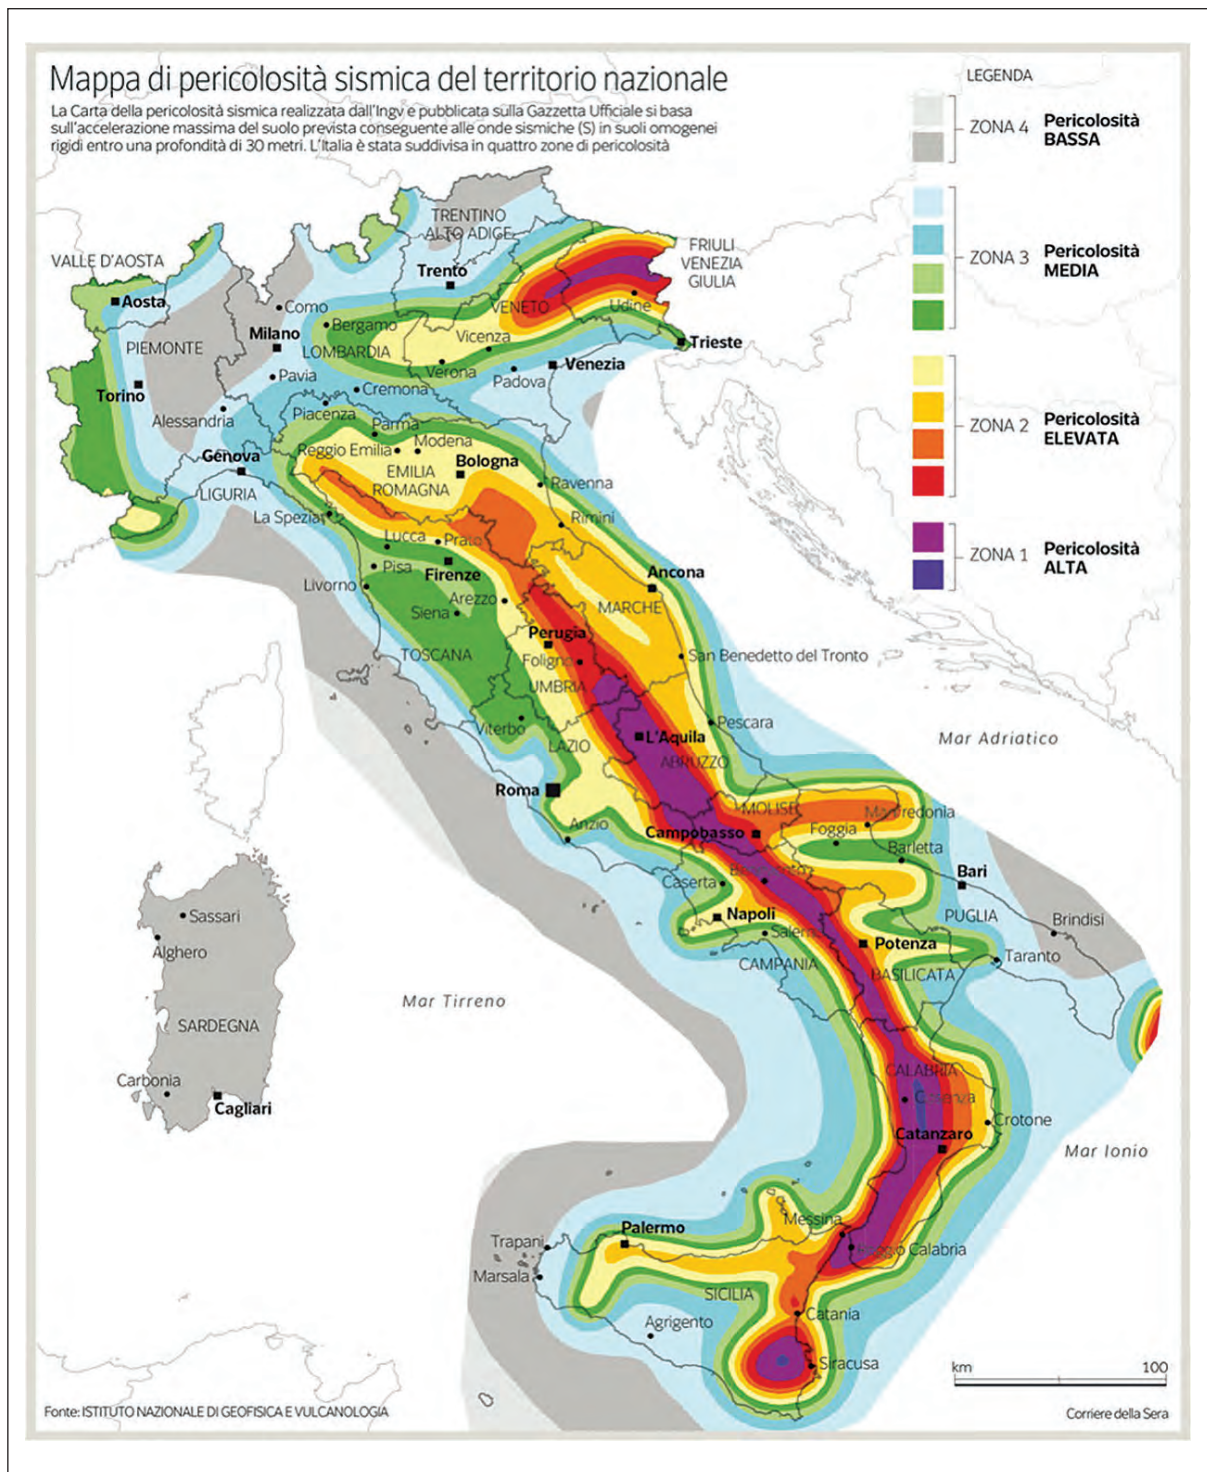 Mappa di pericolosità sismica del territorio nazionale
La Carta della pericolosità sismica realizzata dall'Ingv e pubblicata sulla Gazzetta Ufficiale si basa
sull'accelerazione massima del suolo prevista conseguente alle onde sismiche (S) in suoli omogenei
rigidi entro una profondità di 30 metri. L'Italia è stata suddivisa in quattro zone di pericolosità
LEGENDA
ZONA 4 Pericolosità
BASSA
ZONA 3 Pericolosità
MEDIA
ZONA 2 Pericolosità
ELEVATA
ZONA 1 Pericolosità
ALTA
TRENTINO
ALTO ADIGE
FRIULI
VENEZIA
GIULIA
VALLE D'AOSTA
Trento
Aosta
Como
VENETO
Udine
Bergamo
Milano
Vicenza
Trieste
PIEMONTE
LOMBARDIA
Verona
Venezia
Pavia
Padova
Torino
Cremona
Alessandria
Piacenza
Parma
Modena
Reggio Emilia
Genova
Bologna
EMILIA
ROMAGNA
LIGURIA
Ravenna
La Spezia
Rimini
Lucca
Prato
Pisa
Firenze
Ancona
Livorno
Arezzo
Siena
MARCHE
Perugia
TOSCANA
Foligno
San Benedetto del Tronto
UMBRIA
Viterbo
Pescara
L'Aquila
Mar Adriatico
LAZIO
ABRUZZO
Roma
MOLISE
Manfredonia
Anzio
Campobasso
Foggia
Barletta
Bari
Benevento
Caserta
Napoli
PUGLIA
Brindisi
Sassari
Salerno
Potenza
Alghero
Taranto
CAMPANIA
BASILICATA
Mar Tirreno
SARDEGNA
CALABRIA
Carbonia
Cosenza
Cagliari
Crotone
Catanzaro
Mar Ionio
Messina
Palermo
Trapani
Reggio Calabria
Marsala
SICILIA
Catania
Agrigento
Siracusa
km 100
Fonte: ISTITUTO NAZIONALE DI GEOFISICA E VULCANOLOGIA
Corriere della Sera